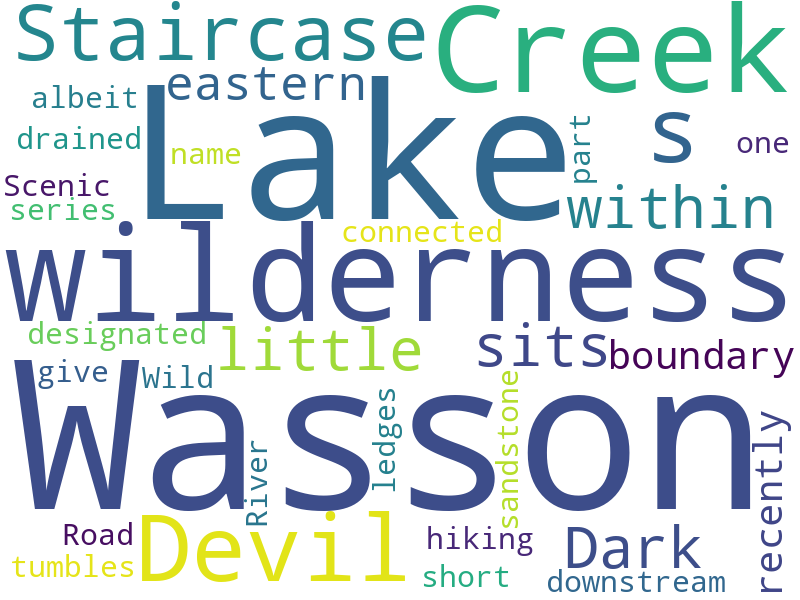 Staircase
Creek
eastern
albeit
Lake
s
part
one
drained
name
Scenic
series
within
connected
wilderness
designated
little
sits
boundary
give
Wild
Wasson
ledges
sandstone
recently
River
Road
Devil
hiking
Dark
tumbles
short
downstream